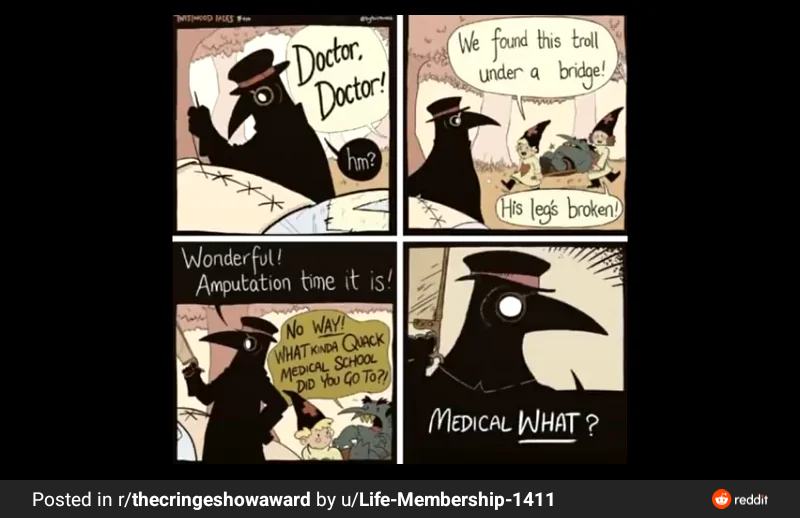 TWISTWOOD TALES
Doctor,
Doctor!
hm?
We found this troll
under a bridge!
His leg's broken!
Wonderful!
Amputation time it is!
NO WAY!
WHAT KINDA QUACK
MEDICAL SCHOOL
DID YOU GO TO?!
MEDICAL WHAT?
Posted in r/thecringeshowaward by u/Life-Membership-1411
reddit